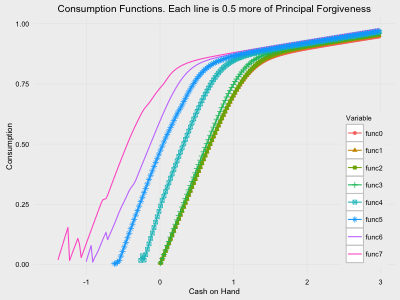 Consumption Functions. Each line is 0.5 more of Principal Forgiveness
1.00
0.75
0.50
0.25
0.00
Consumption
-1
0
1
2
3
Cash on Hand
Variable
func0
func1
func2
func3
func4
func5
func6
func7